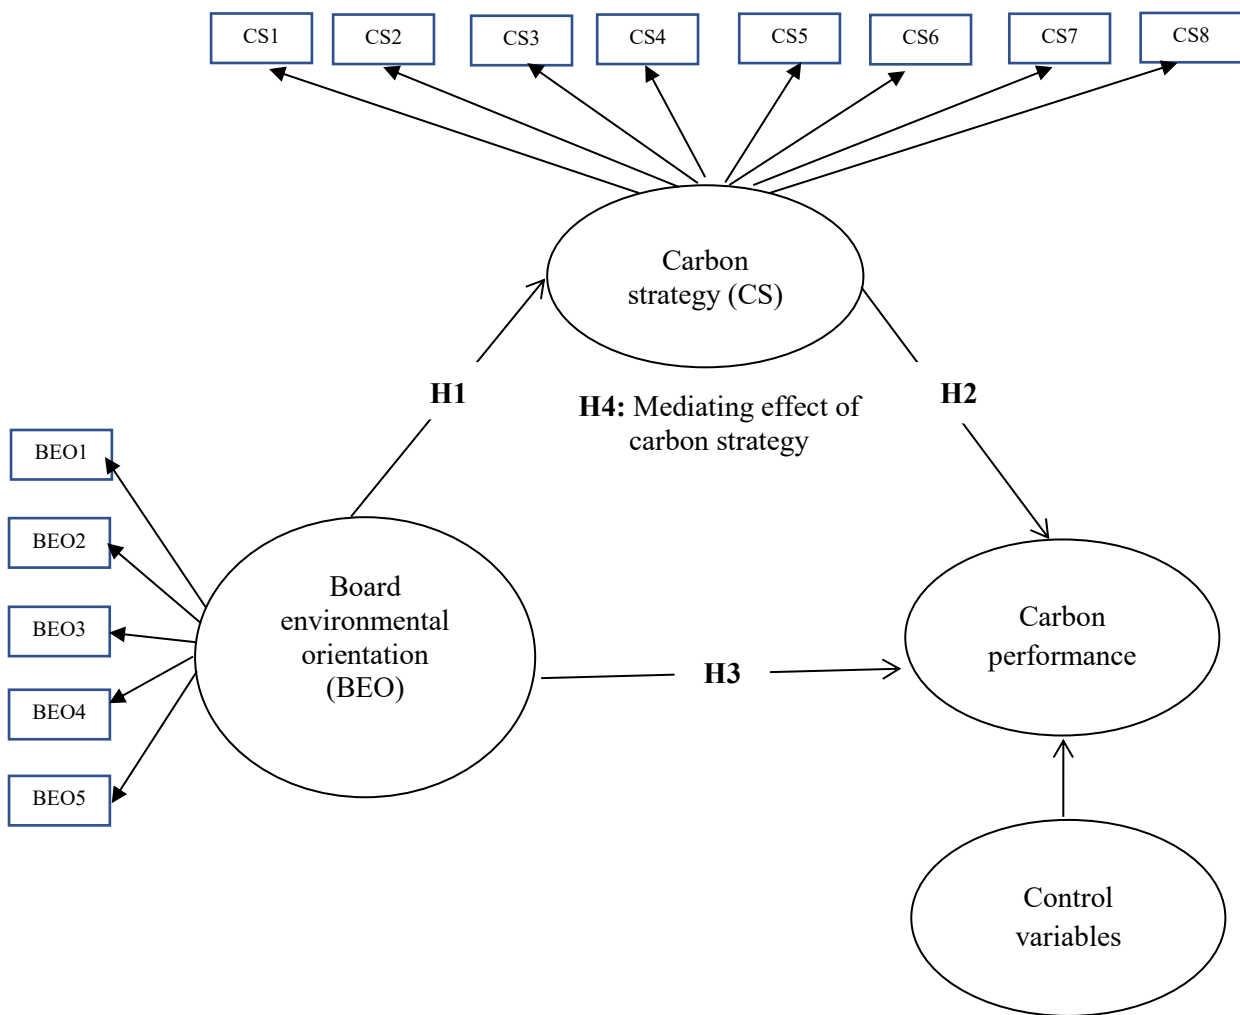 CS1
CS2
CS3
CS4
CS5
CS6
CS7
CS8
Carbon
strategy (CS)
H1
H4: Mediating effect of
carbon strategy
H2
BEO1
BEO2
BEO3
BEO4
BEO5
Board
environmental
orientation
(BEO)
H3
Carbon
performance
Control
variables